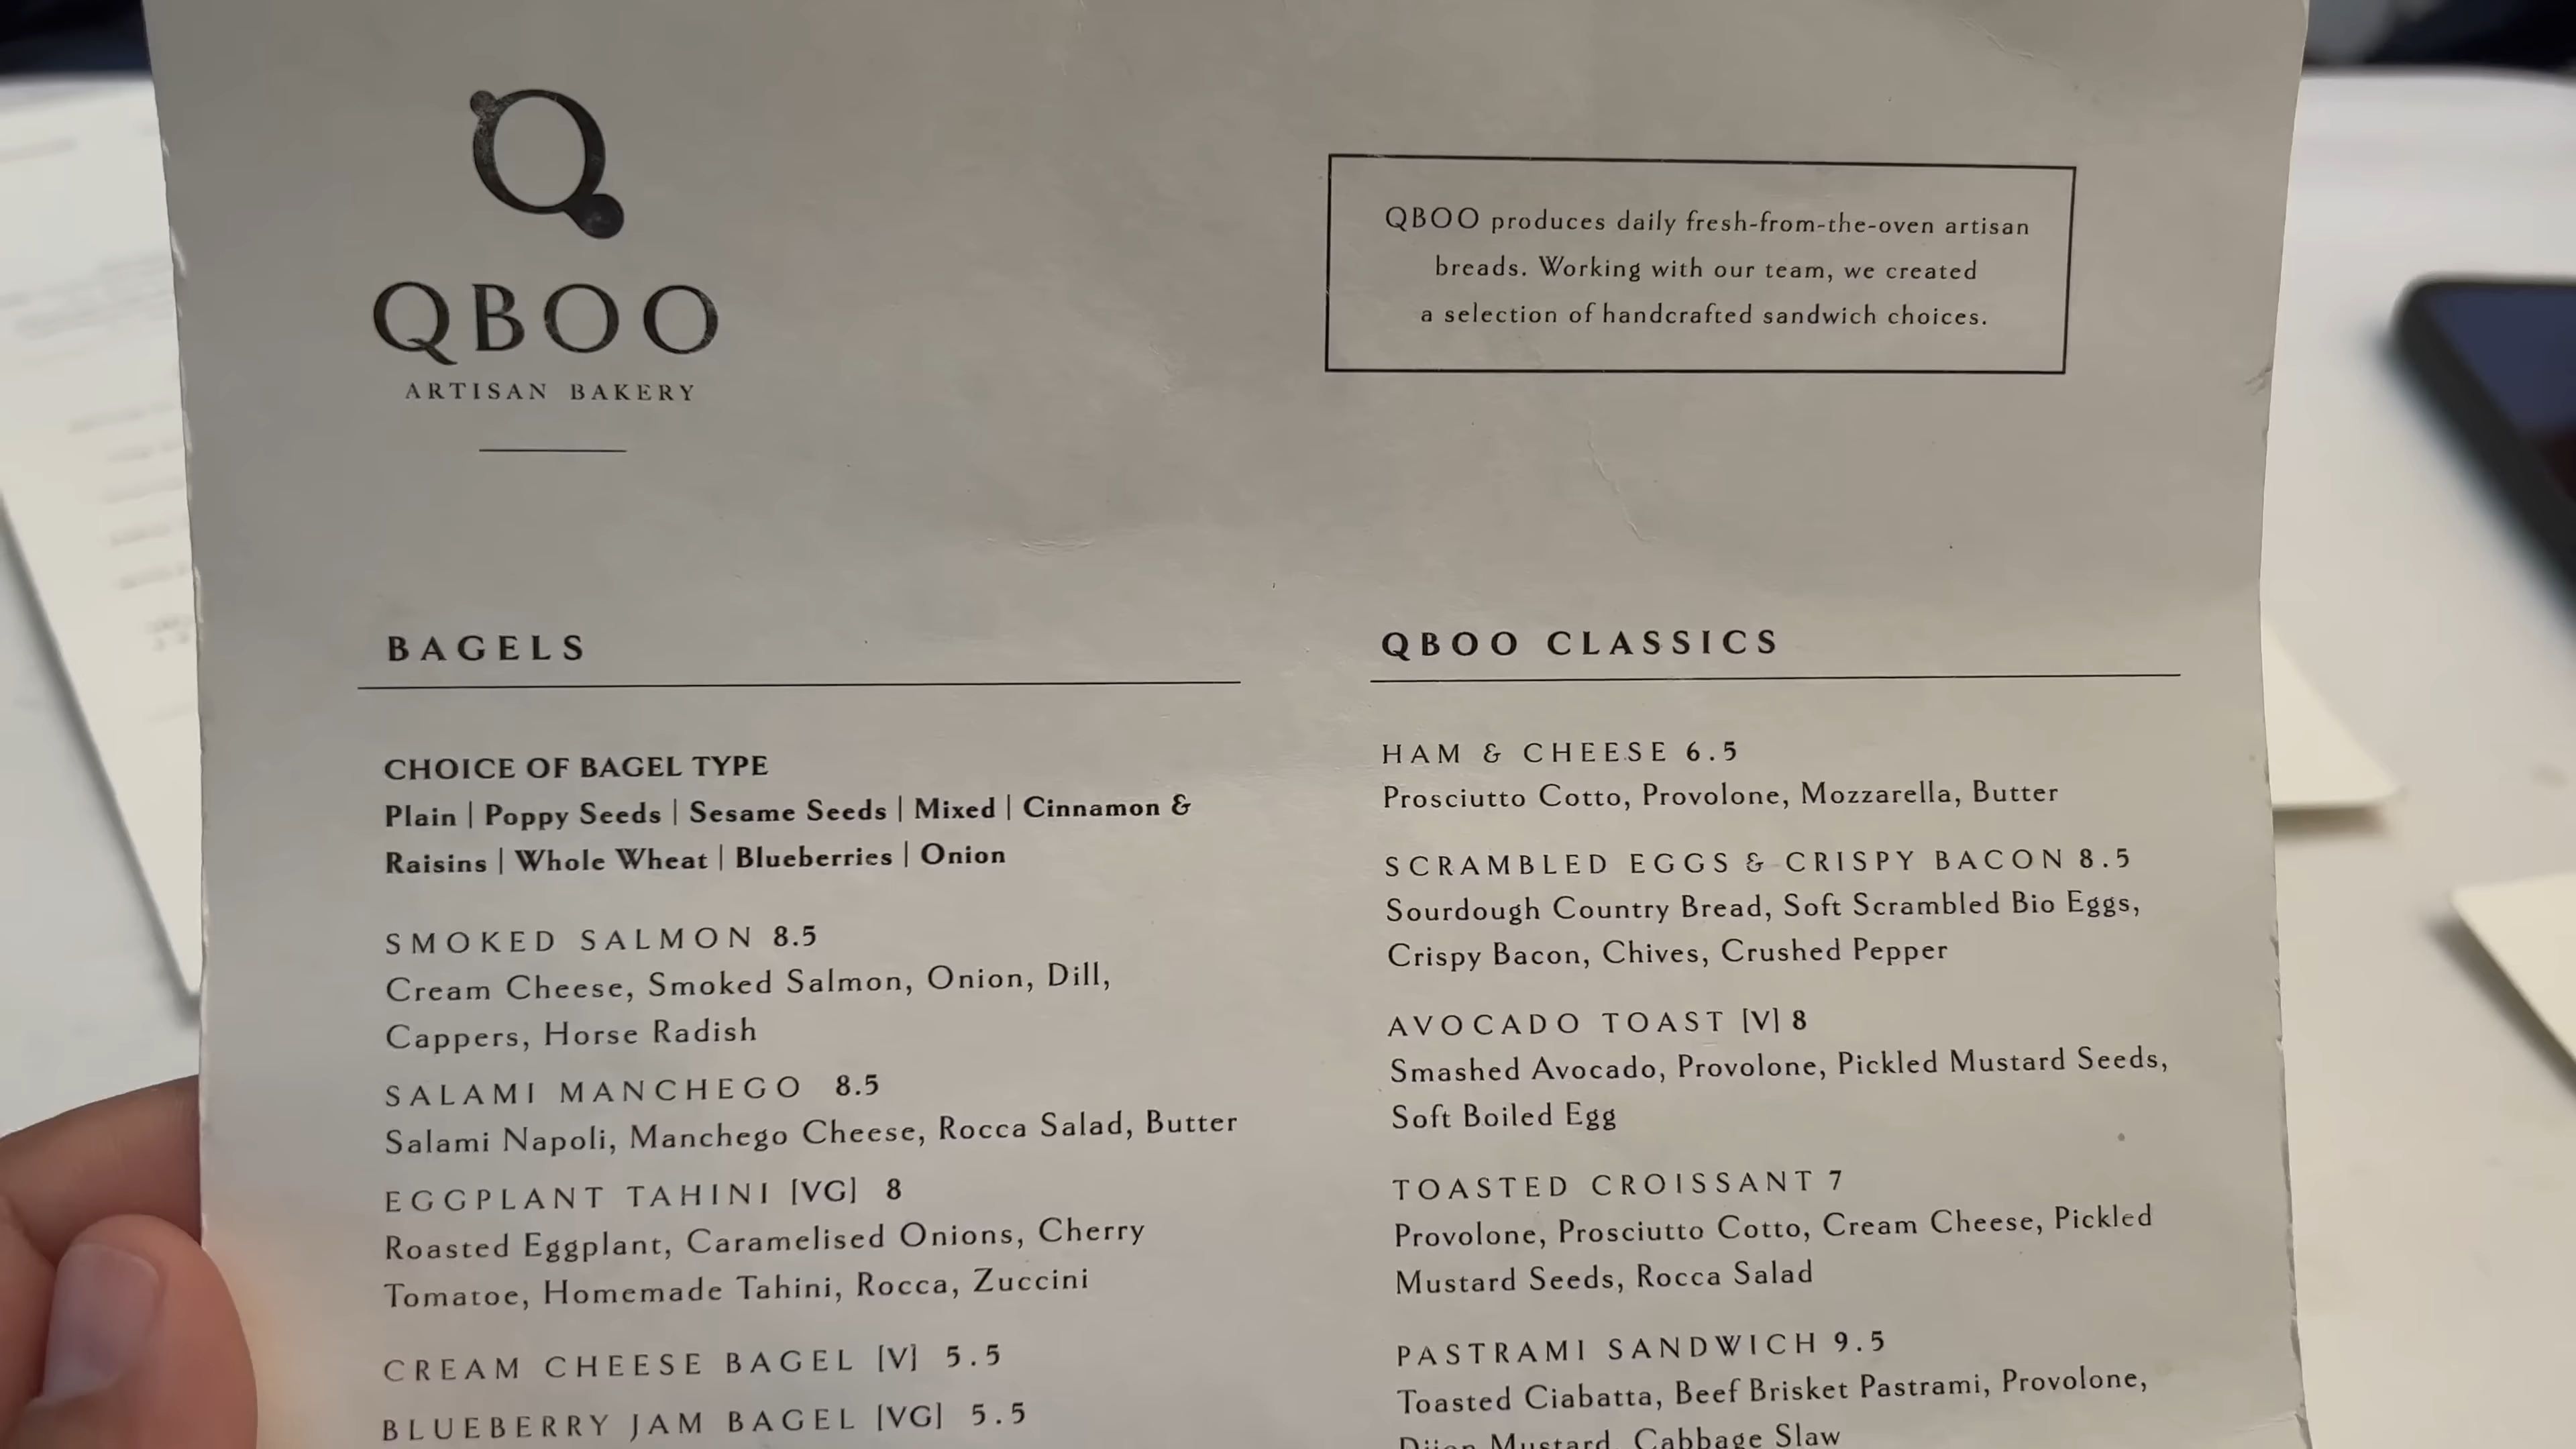 Q
QBOO
ARTISAN BAKERY
QBOO produces daily fresh-from-the-oven artisan
breads. Working with our team, we created
a selection of handcrafted sandwich choices.
BAGELS
CHOICE OF BAGEL TYPE
Plain | Poppy Seeds | Sesame Seeds | Mixed | Cinnamon &
Raisins | Whole Wheat | Blueberries | Onion
SMOKED SALMON 8.5
Cream Cheese, Smoked Salmon, Onion, Dill,
Cappers, Horse Radish
SALAMI MANCHEGO 8.5
Salami Napoli, Manchego Cheese, Rocca Salad, Butter
EGGPLANT TAHINI [VG] 8
Roasted Eggplant, Caramelised Onions, Cherry
Tomatoe, Homemade Tahini, Rocca, Zuccini
CREAM CHEESE BAGEL [V] 5.5
BLUEBERRY JAM BAGEL [VG] 5.5
QBOO CLASSICS
HAM & CHEESE 6.5
Prosciutto Cotto, Provolone, Mozzarella, Butter
SCRAMBLED EGGS & CRISPY BACON 8.5
Sourdough Country Bread, Soft Scrambled Bio Eggs,
Crispy Bacon, Chives, Crushed Pepper
AVOCADO TOAST [V] 8
Smashed Avocado, Provolone, Pickled Mustard Seeds,
Soft Boiled Egg
TOASTED CROISSANT 7
Provolone, Prosciutto Cotto, Cream Cheese, Pickled
Mustard Seeds, Rocca Salad
PASTRAMI SANDWICH 9.5
Toasted Ciabatta, Beef Brisket Pastrami, Provolone,
Dijon Mustard, Cabbage Slaw